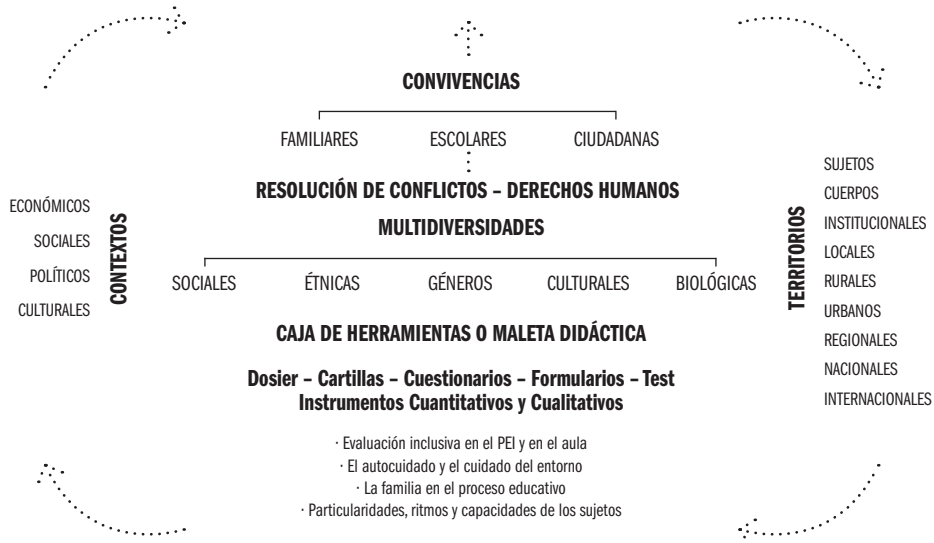 CONVIVENCIAS
FAMILIARES ESCOLARES CIUDADANAS
RESOLUCIÓN DE CONFLICTOS – DERECHOS HUMANOS
MULTIDIVERSIDADES
SOCIALES ÉTNICAS GÉNEROS CULTURALES BIOLÓGICAS
CAJA DE HERRAMIENTAS O MALETA DIDÁCTICA
Dosier – Cartillas – Cuestionarios – Formularios – Test
Instrumentos Cuantitativos y Cualitativos
· Evaluación inclusiva en el PEI y en el aula
· El autocuidado y el cuidado del entorno
· La familia en el proceso educativo
· Particularidades, ritmos y capacidades de los sujetos
ECONÓMICOS
SOCIALES
POLÍTICOS
CULTURALES
CONTEXTOS
TERRITORIOS
SUJETOS
CUERPOS
INSTITUCIONALES
LOCALES
RURALES
URBANOS
REGIONALES
NACIONALES
INTERNACIONALES